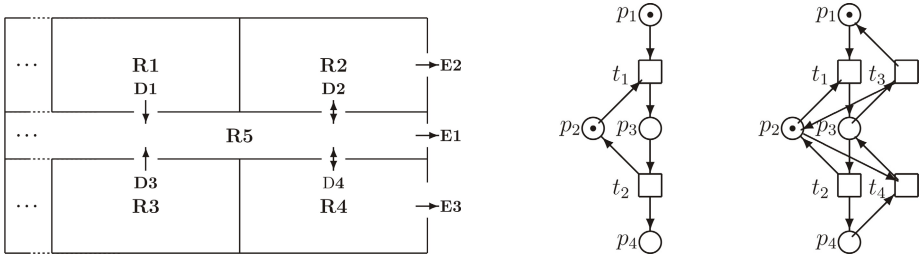 ... R1 R2 E2
D1 D2
... R5 E1
D3 D4
... R3 R4 E3
p1
t1
p2 p3
t2
p4
p1
t1 t3
p2 p3
t2 t4
p4